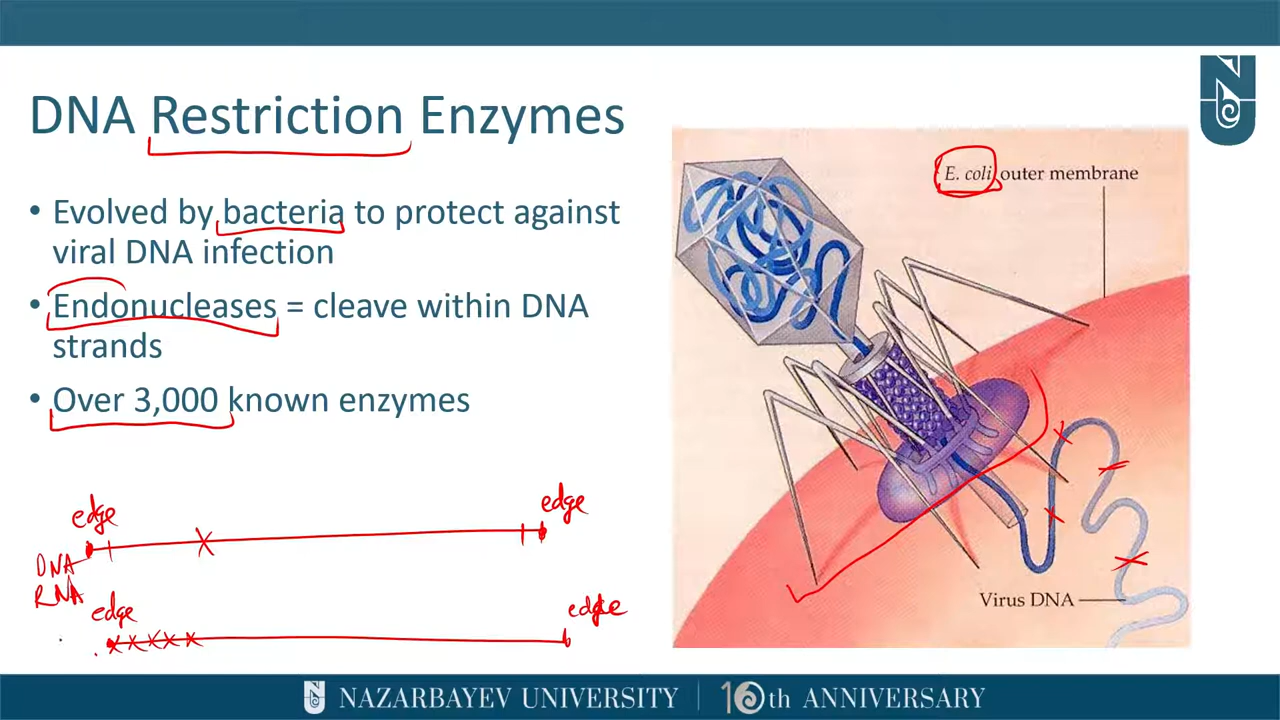 DNA Restriction Enzymes
• Evolved by bacteria to protect against
viral DNA infection
• Endonucleases = cleave within DNA
strands
• Over 3,000 known enzymes
edge
edge
DNA
RNA
edge
edge
E. coli outer membrane
Virus DNA
NAZARBAYEV UNIVERSITY | 10th ANNIVERSARY